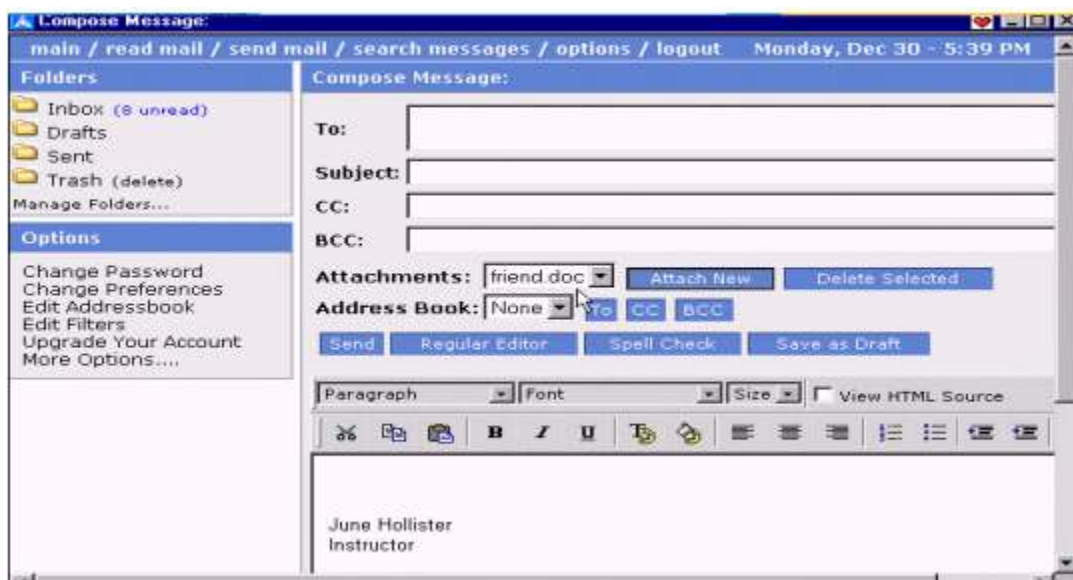 Compose Message:
main / read mail / send mail / search messages / options / logout Monday, Dec 30 - 5:39 PM
Folders
Inbox (8 unread)
Drafts
Sent
Trash (delete)
Manage Folders...
Options
Change Password
Change Preferences
Edit Addressbook
Edit Filters
Upgrade Your Account
More Options....
Compose Message:
To:
Subject:
CC:
BCC:
Attachments: friend.doc Attach New Delete Selected
Address Book: None To CC BCC
Send Regular Editor Spell Check Save as Draft
Paragraph Font Size View HTML Source
B I U
June Hollister
Instructor